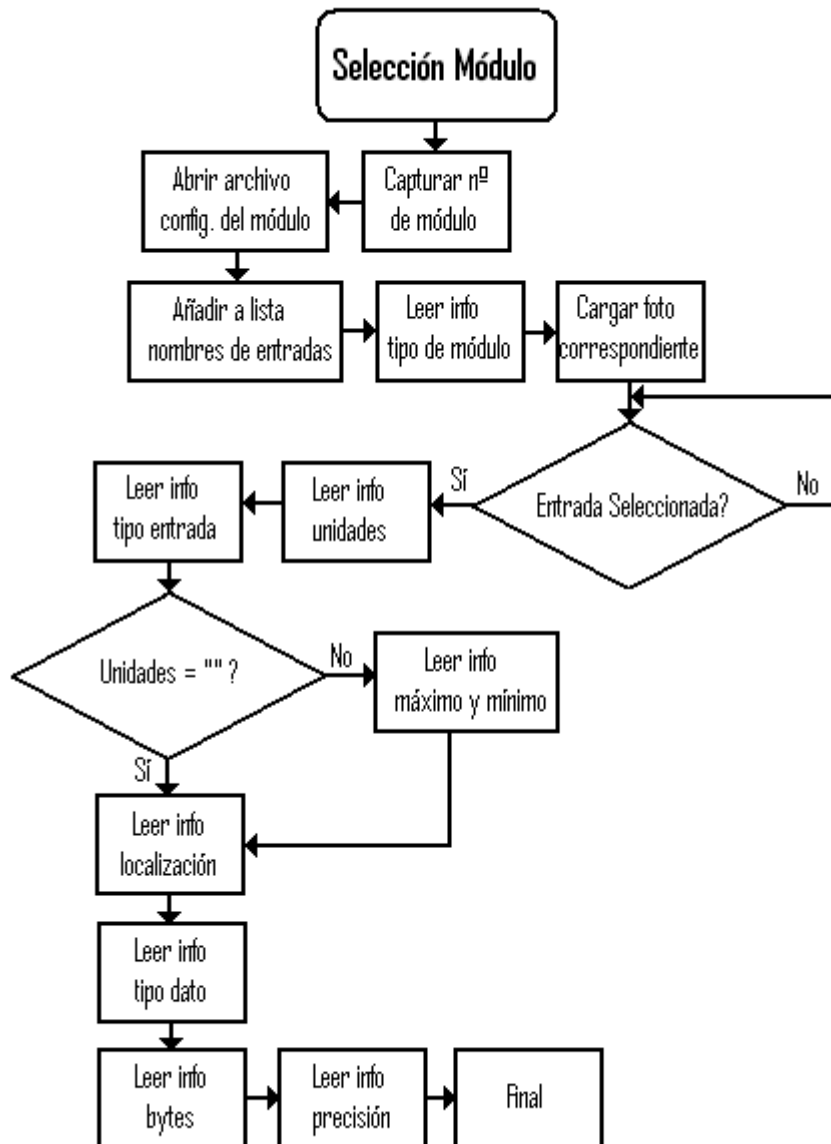 Selección Módulo
Capturar nº
de módulo
Abrir archivo
config. del módulo
Añadir a lista
nombres de entradas
Leer info
tipo de módulo
Cargar foto
correspondiente
Entrada Seleccionada?
Sí
No
Leer info
unidades
Leer info
tipo entrada
Unidades = "" ?
No
Leer info
máximo y mínimo
Sí
Leer info
localización
Leer info
tipo dato
Leer info
bytes
Leer info
precisión
Final